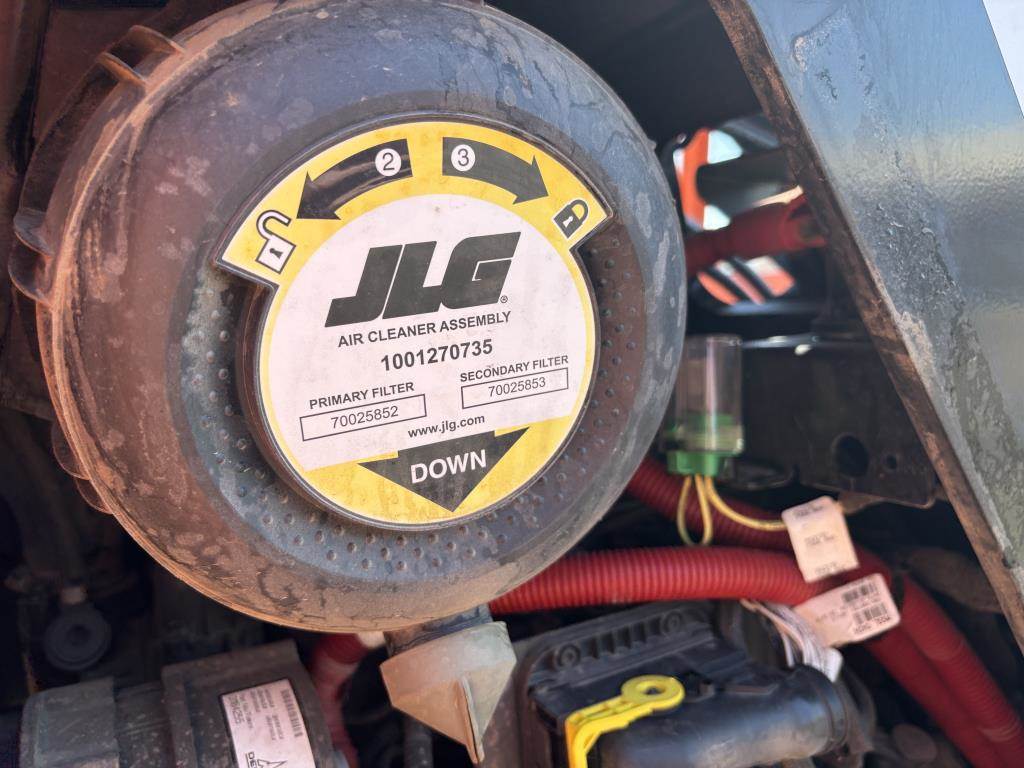 2 3
JLG®
AIR CLEANER ASSEMBLY
1001270735
PRIMARY FILTER SECONDARY FILTER
70025852 70025853
www.jlg.com
DOWN